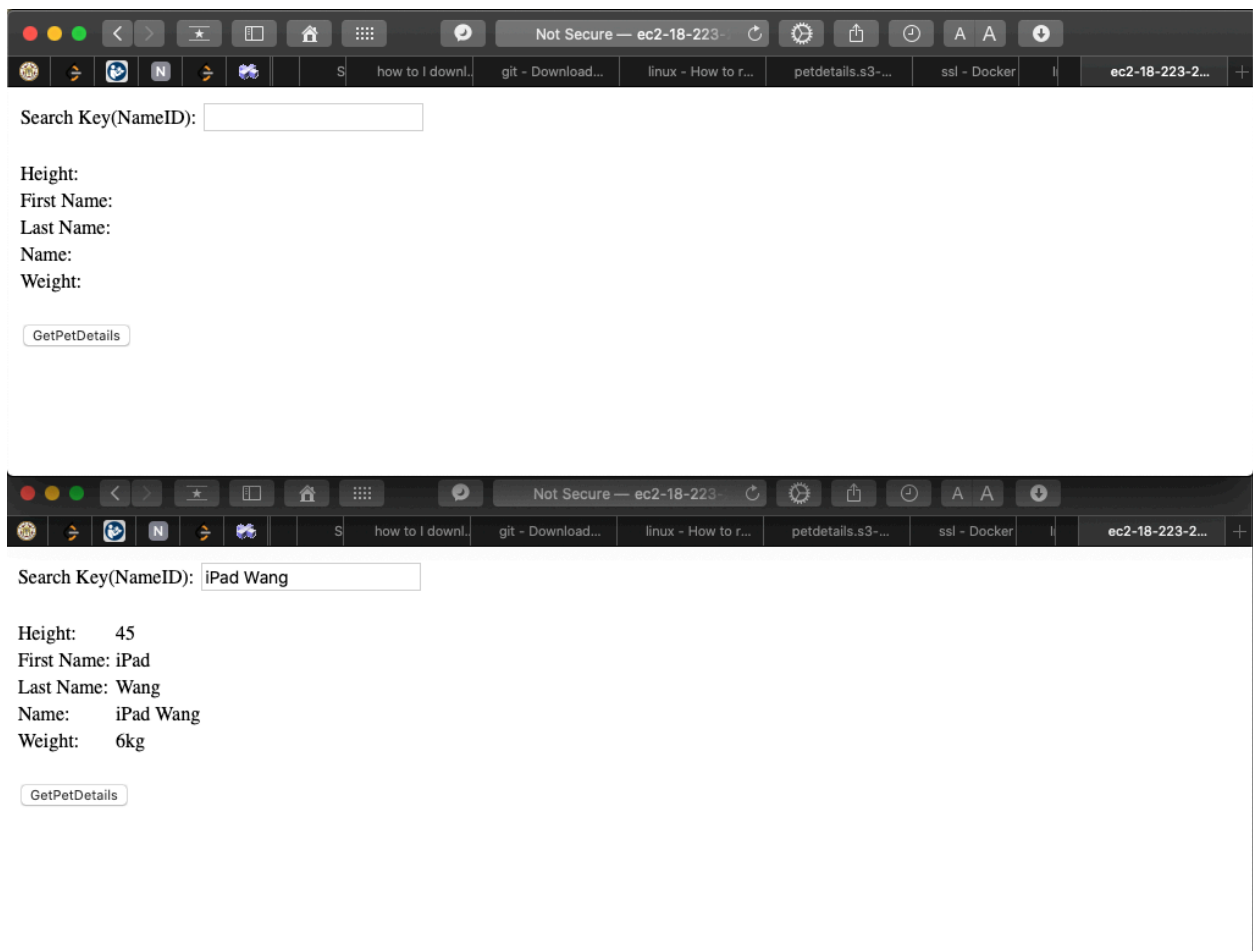 Not Secure — ec2-18-223-
A A
N S how to I downl.. git - Download... linux - How to r... petdetails.s3-... ssl - Docker ec2-18-223-2...
Search Key(NameID):
Height:
First Name:
Last Name:
Name:
Weight:
GetPetDetails
Not Secure — ec2-18-223-
A A
N S how to I downl.. git - Download... linux - How to r... petdetails.s3-... ssl - Docker ec2-18-223-2...
Search Key(NameID): iPad Wang
Height: 45
First Name: iPad
Last Name: Wang
Name: iPad Wang
Weight: 6kg
GetPetDetails